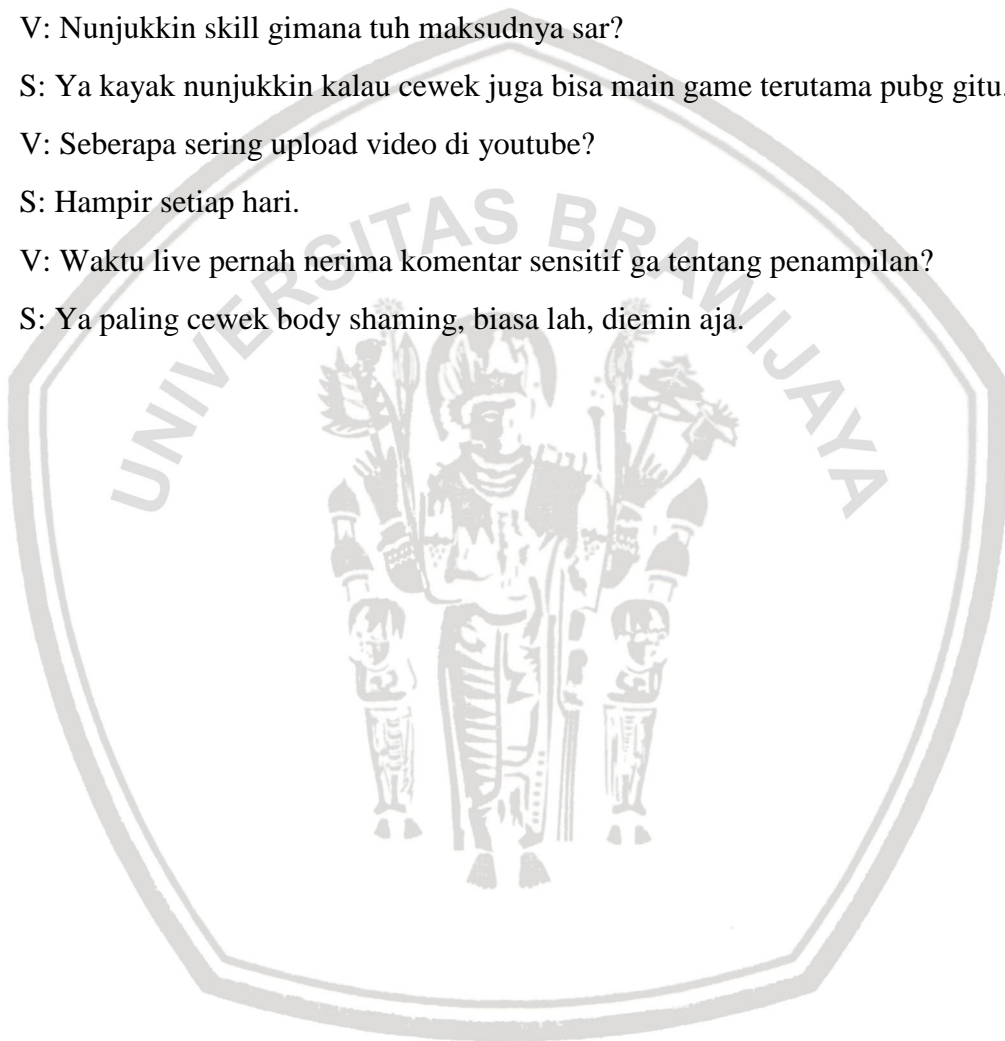 V: Nunjukkin skill gimana tuh maksudnya sar?
S: Ya kayak nunjukkin kalau cewek juga bisa main game terutama pubg gitu.
V: Seberapa sering upload video di youtube?
S: Hampir setiap hari.
V: Waktu live pernah nerima komentar sensitif ga tentang penampilan?
S: Ya paling cewek body shaming, biasa lah, diemin aja.
UNIVERSITAS BRAWIJAYA